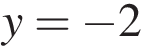 y = −2